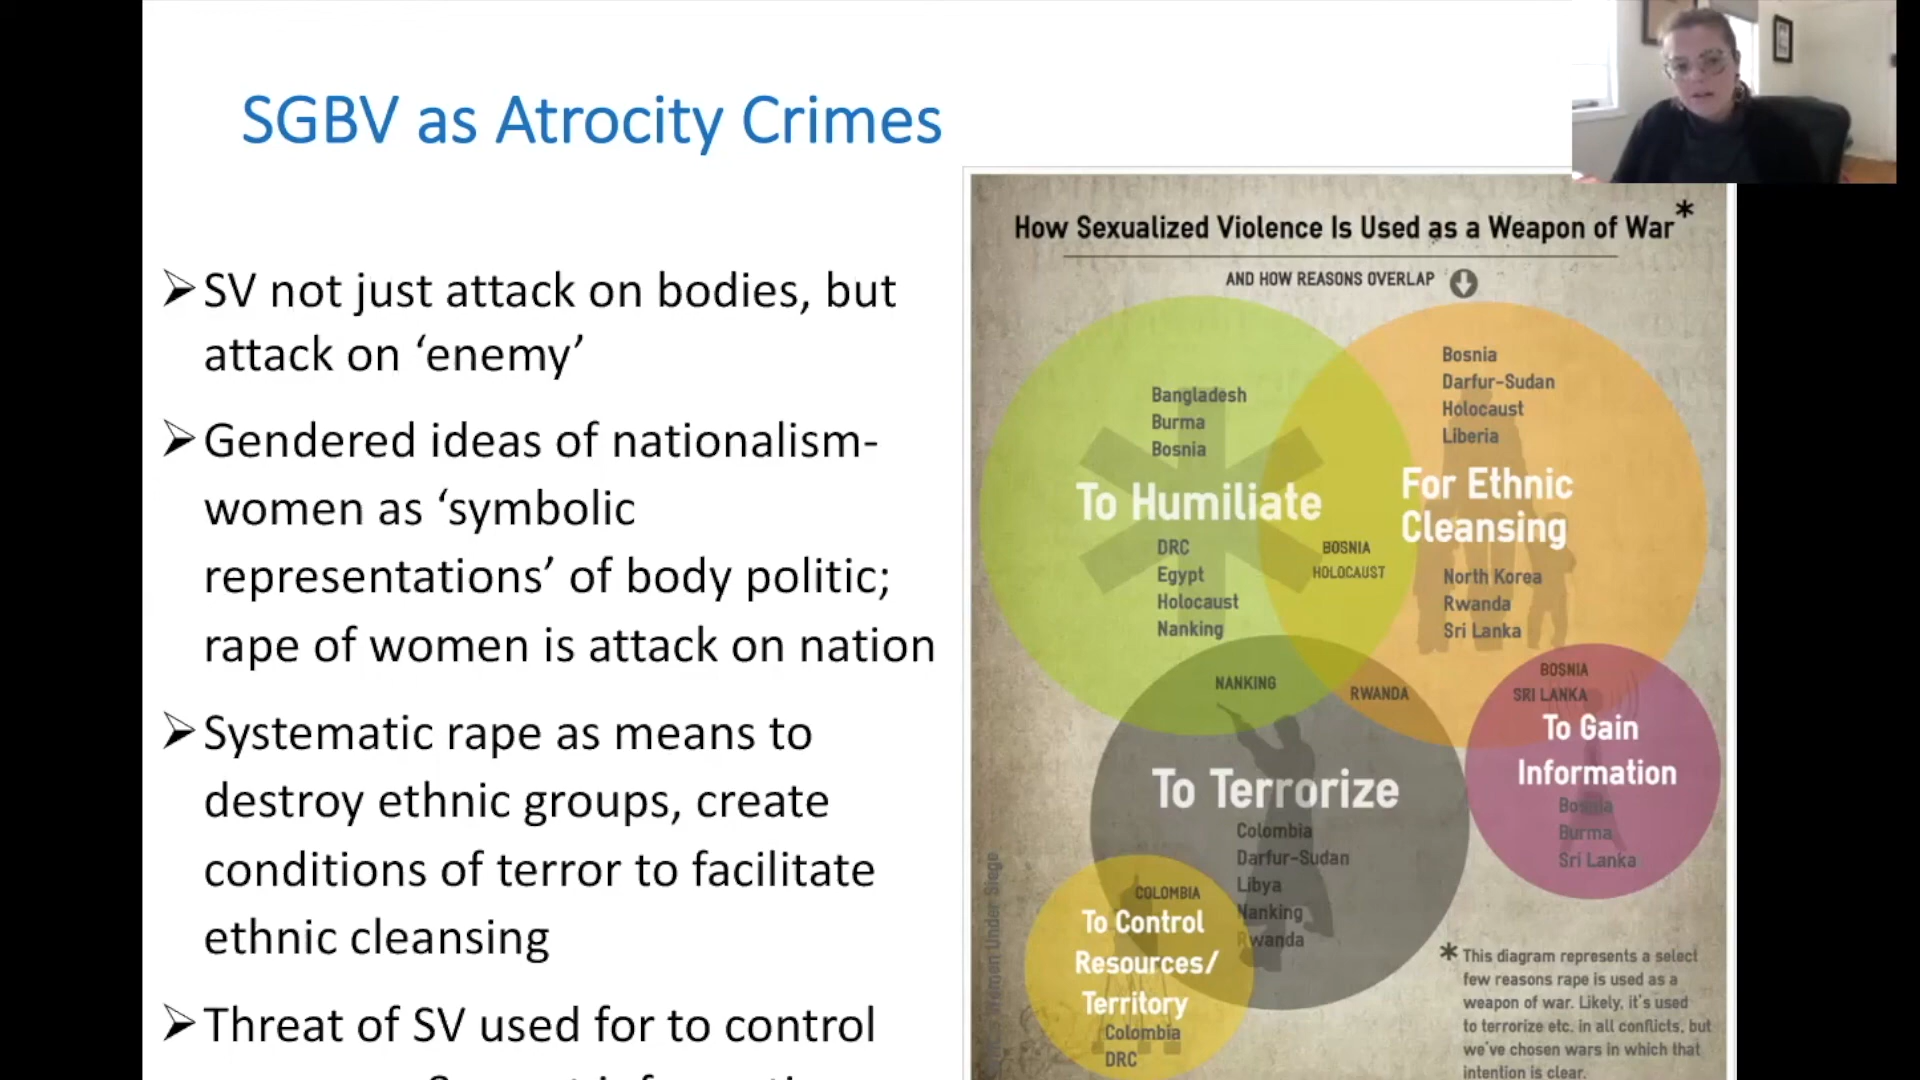 SGBV as Atrocity Crimes
➢SV not just attack on bodies, but
attack on ‘enemy’
➢Gendered ideas of nationalism-
women as ‘symbolic
representations’ of body politic;
rape of women is attack on nation
➢Systematic rape as means to
destroy ethnic groups, create
conditions of terror to facilitate
ethnic cleansing
➢Threat of SV used for to control
How Sexualized Violence Is Used as a Weapon of War*
AND HOW REASONS OVERLAP
Bangladesh
Burma
Bosnia
To Humiliate
DRC
Egypt
Holocaust
Nanking
BOSNIA
HOLOCAUST
Bosnia
Darfur-Sudan
Holocaust
Liberia
For Ethnic
Cleansing
North Korea
Rwanda
Sri Lanka
NANKING
RWANDA
BOSNIA
SRI LANKA
To Gain
Information
Bosnia
Burma
Sri Lanka
To Terrorize
Colombia
Darfur-Sudan
Libya
Nanking
Rwanda
COLOMBIA
To Control
Resources/
Territory
Colombia
DRC
Women Under Siege
* This diagram represents a select
few reasons rape is used as a
weapon of war. Likely, it's used
to terrorize etc. in all conflicts, but
we've chosen wars in which that
intention is clear.